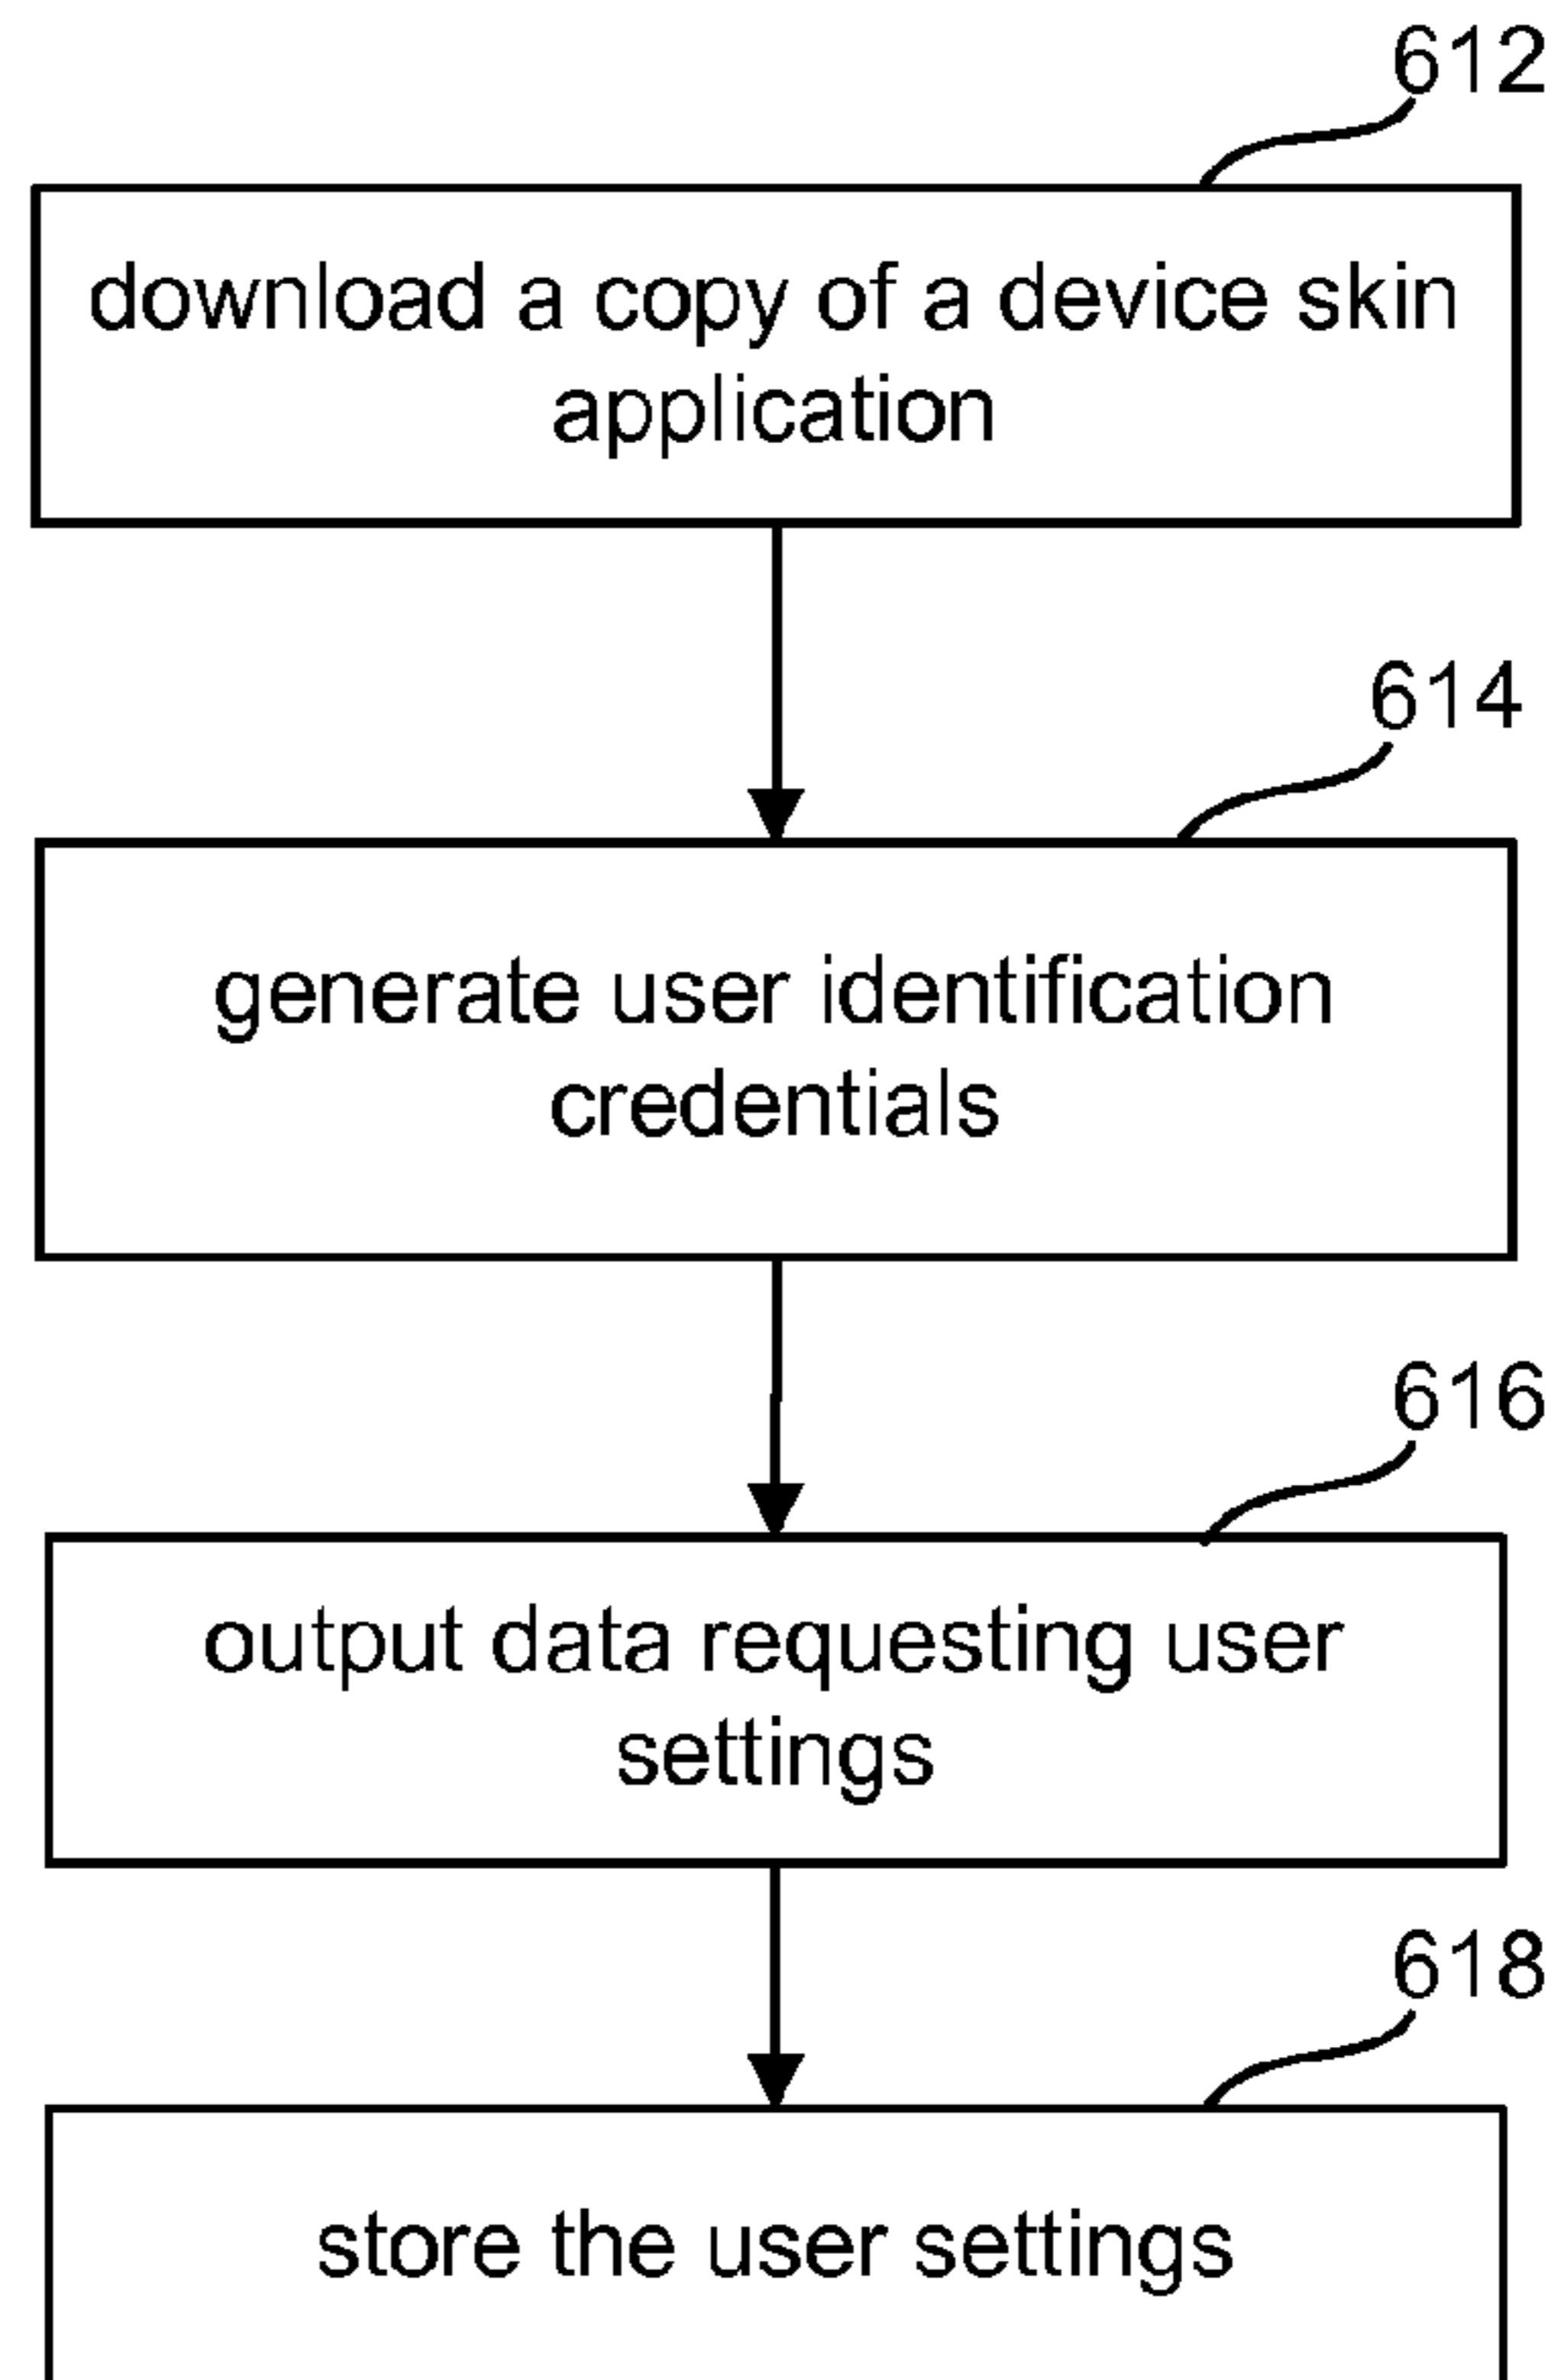 612
download a copy of a device skin
application
614
generate user identification
credentials
616
output data requesting user
settings
618
store the user settings